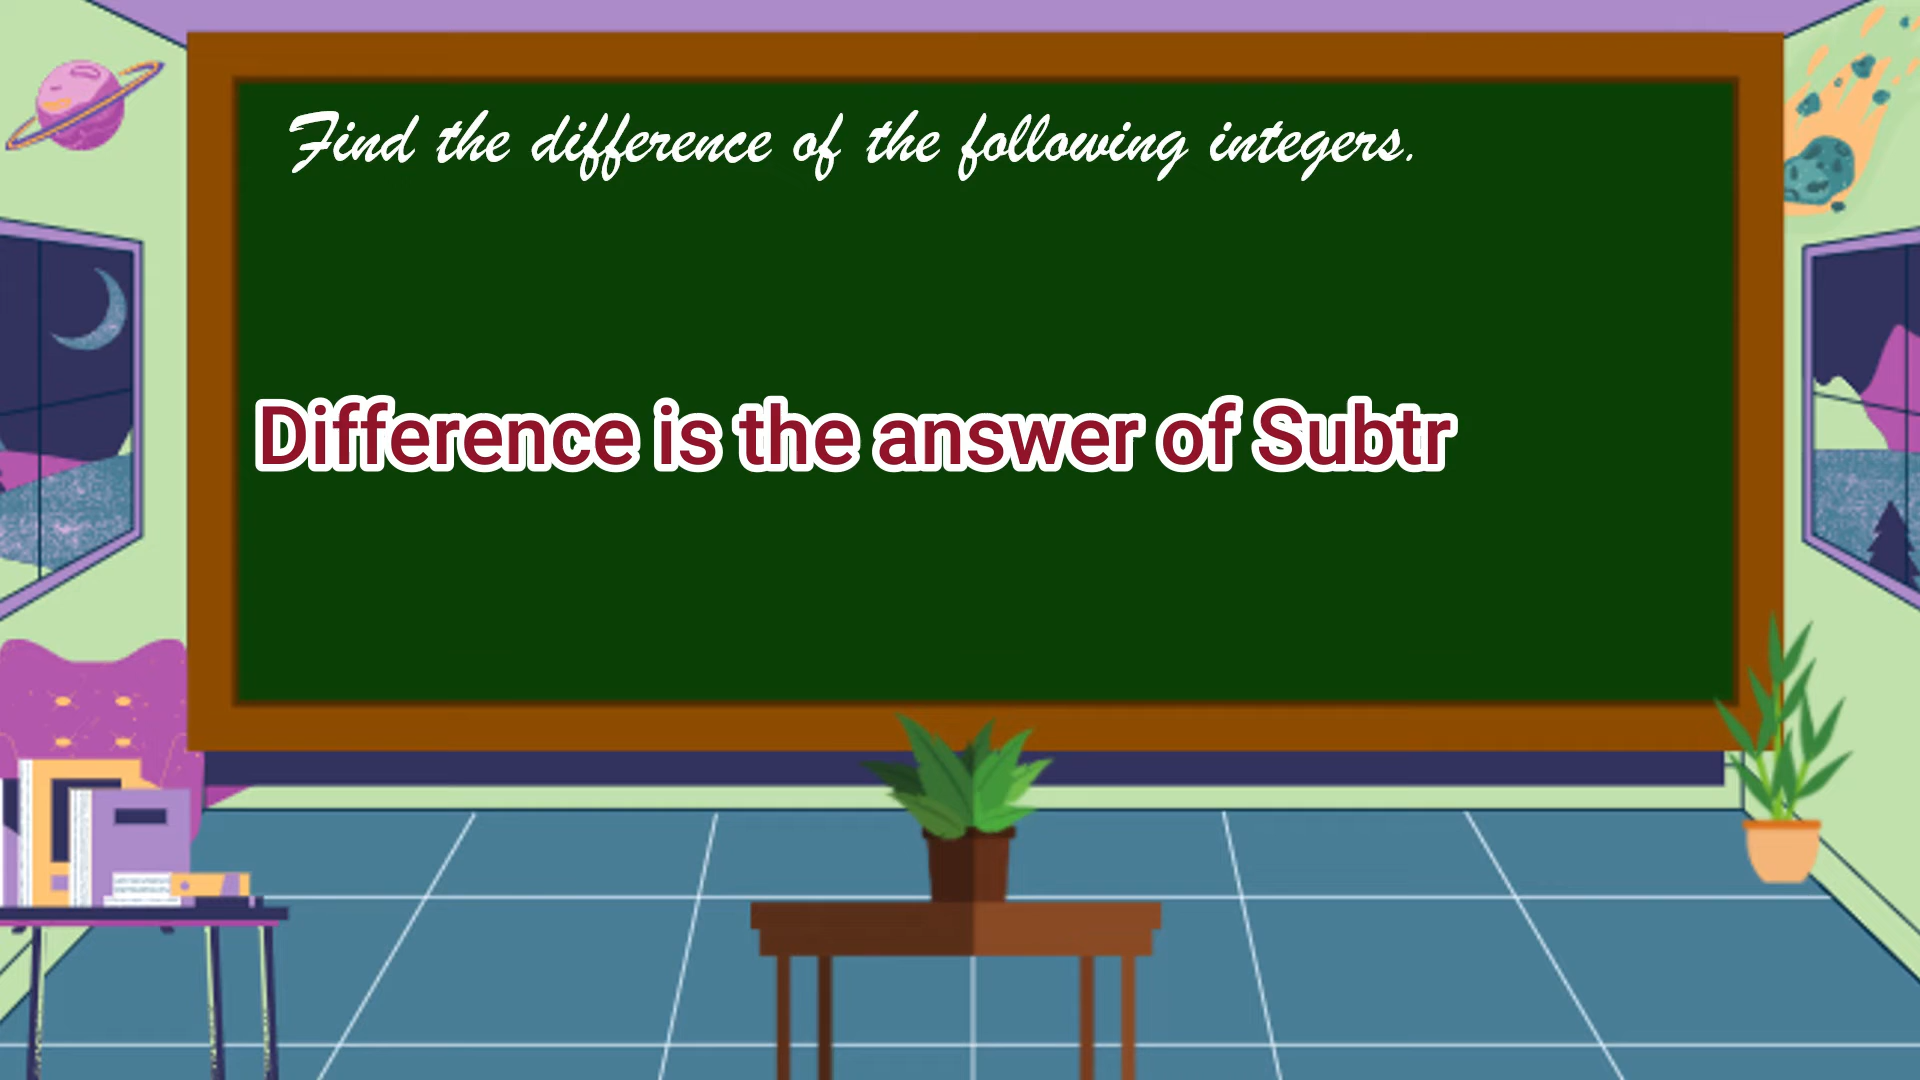 Find the difference of the following integers.
Difference is the answer of Subtr